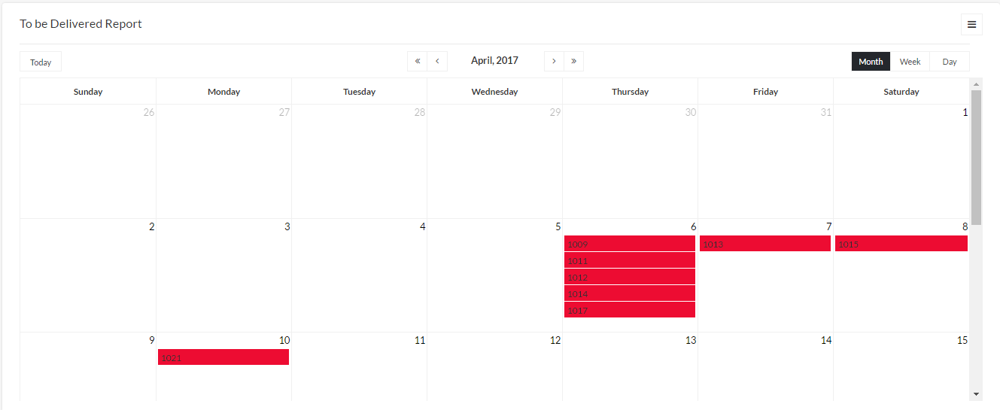 To be Delivered Report
Today « ‹ April, 2017 › » Month Week Day
Sunday Monday Tuesday Wednesday Thursday Friday Saturday
26 27 28 29 30 31 1
2 3 4 5 6 7 8
1009 1013 1015
1011
1012
1014
1017
9 10 11 12 13 14 15
1021